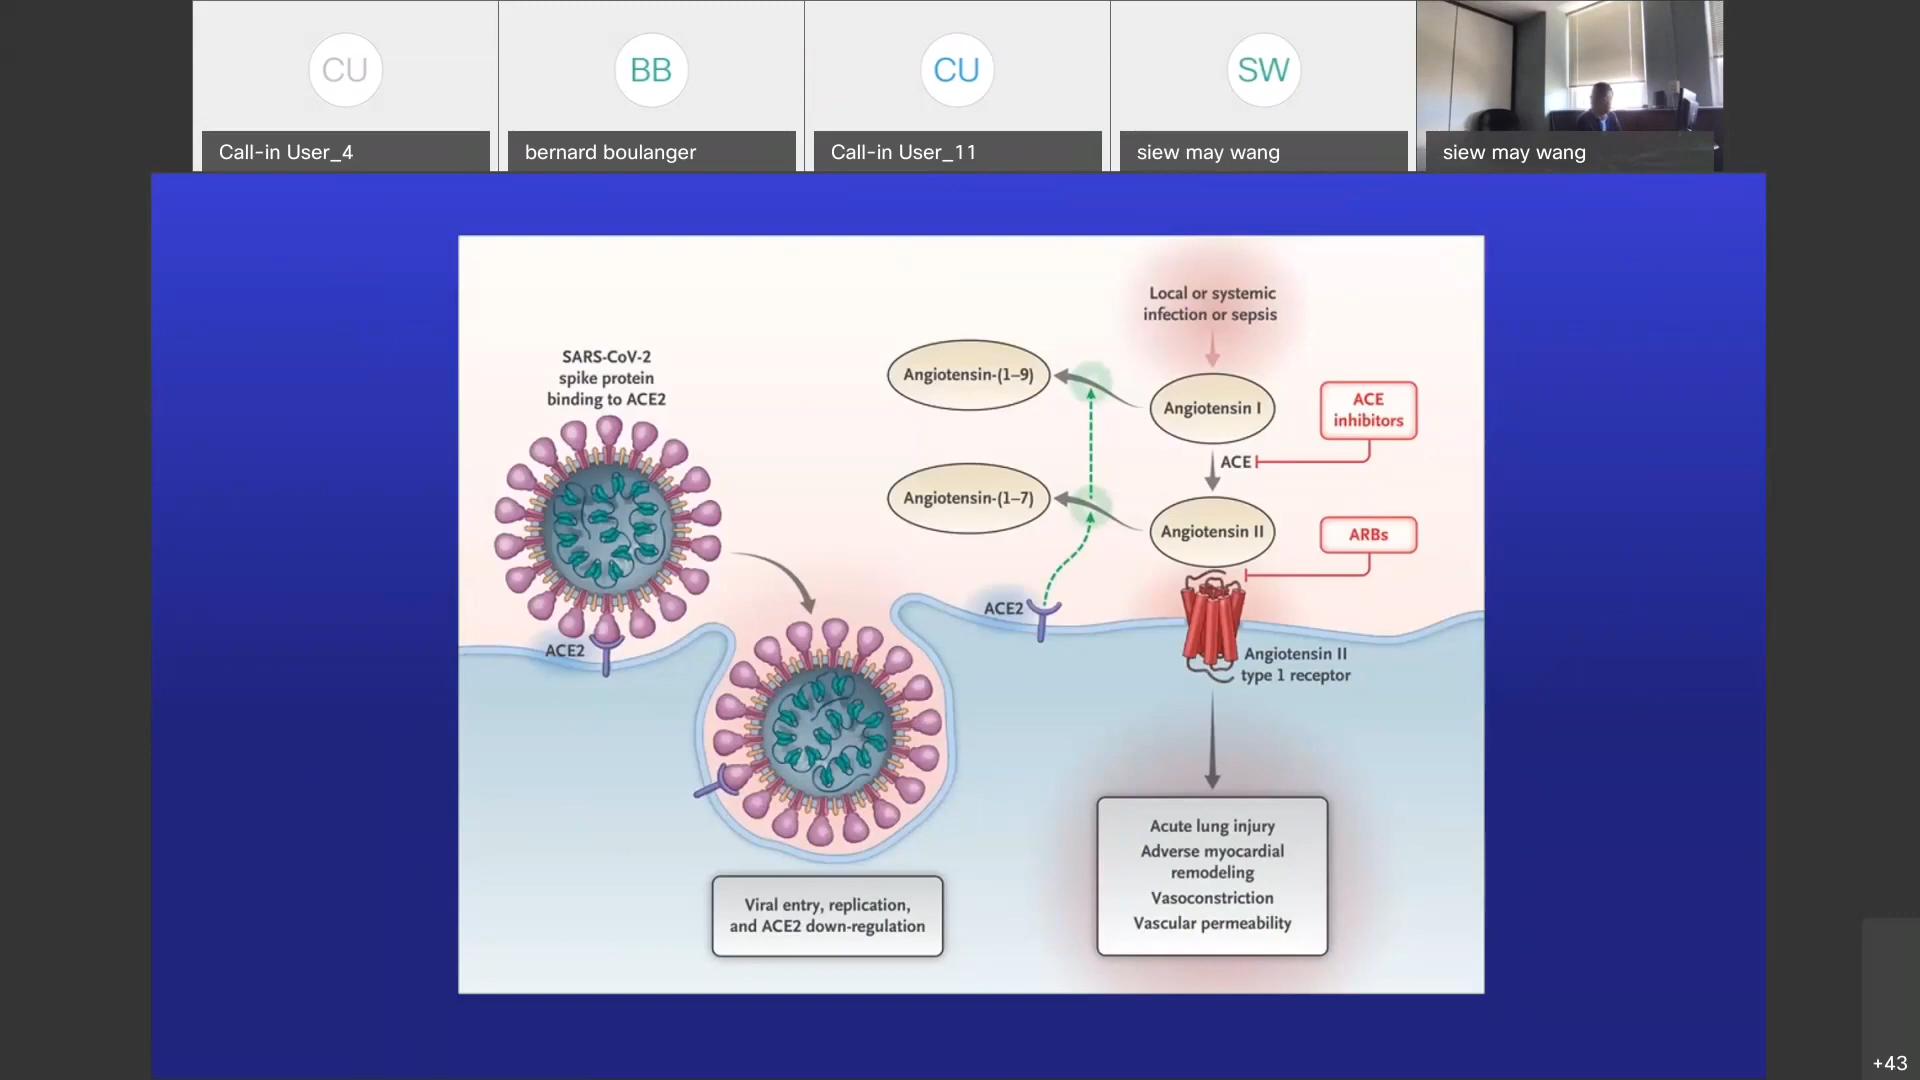 CU
BB
CU
SW
Call-in User_4
bernard boulanger
Call-in User_11
siew may wang
siew may wang
Local or systemic
infection or sepsis
SARS-CoV-2
spike protein
binding to ACE2
Angiotensin-(1–9)
Angiotensin I
ACE
inhibitors
ACE
Angiotensin-(1–7)
Angiotensin II
ARBs
ACE2
ACE2
Angiotensin II
type 1 receptor
Acute lung injury
Adverse myocardial
remodeling
Vasoconstriction
Vascular permeability
Viral entry, replication,
and ACE2 down-regulation
+43